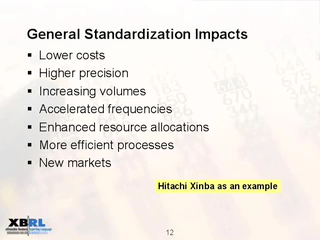 General Standardization Impacts
▪ Lower costs
▪ Higher precision
▪ Increasing volumes
▪ Accelerated frequencies
▪ Enhanced resource allocations
▪ More efficient processes
▪ New markets
Hitachi Xinba as an example
XBRL
12